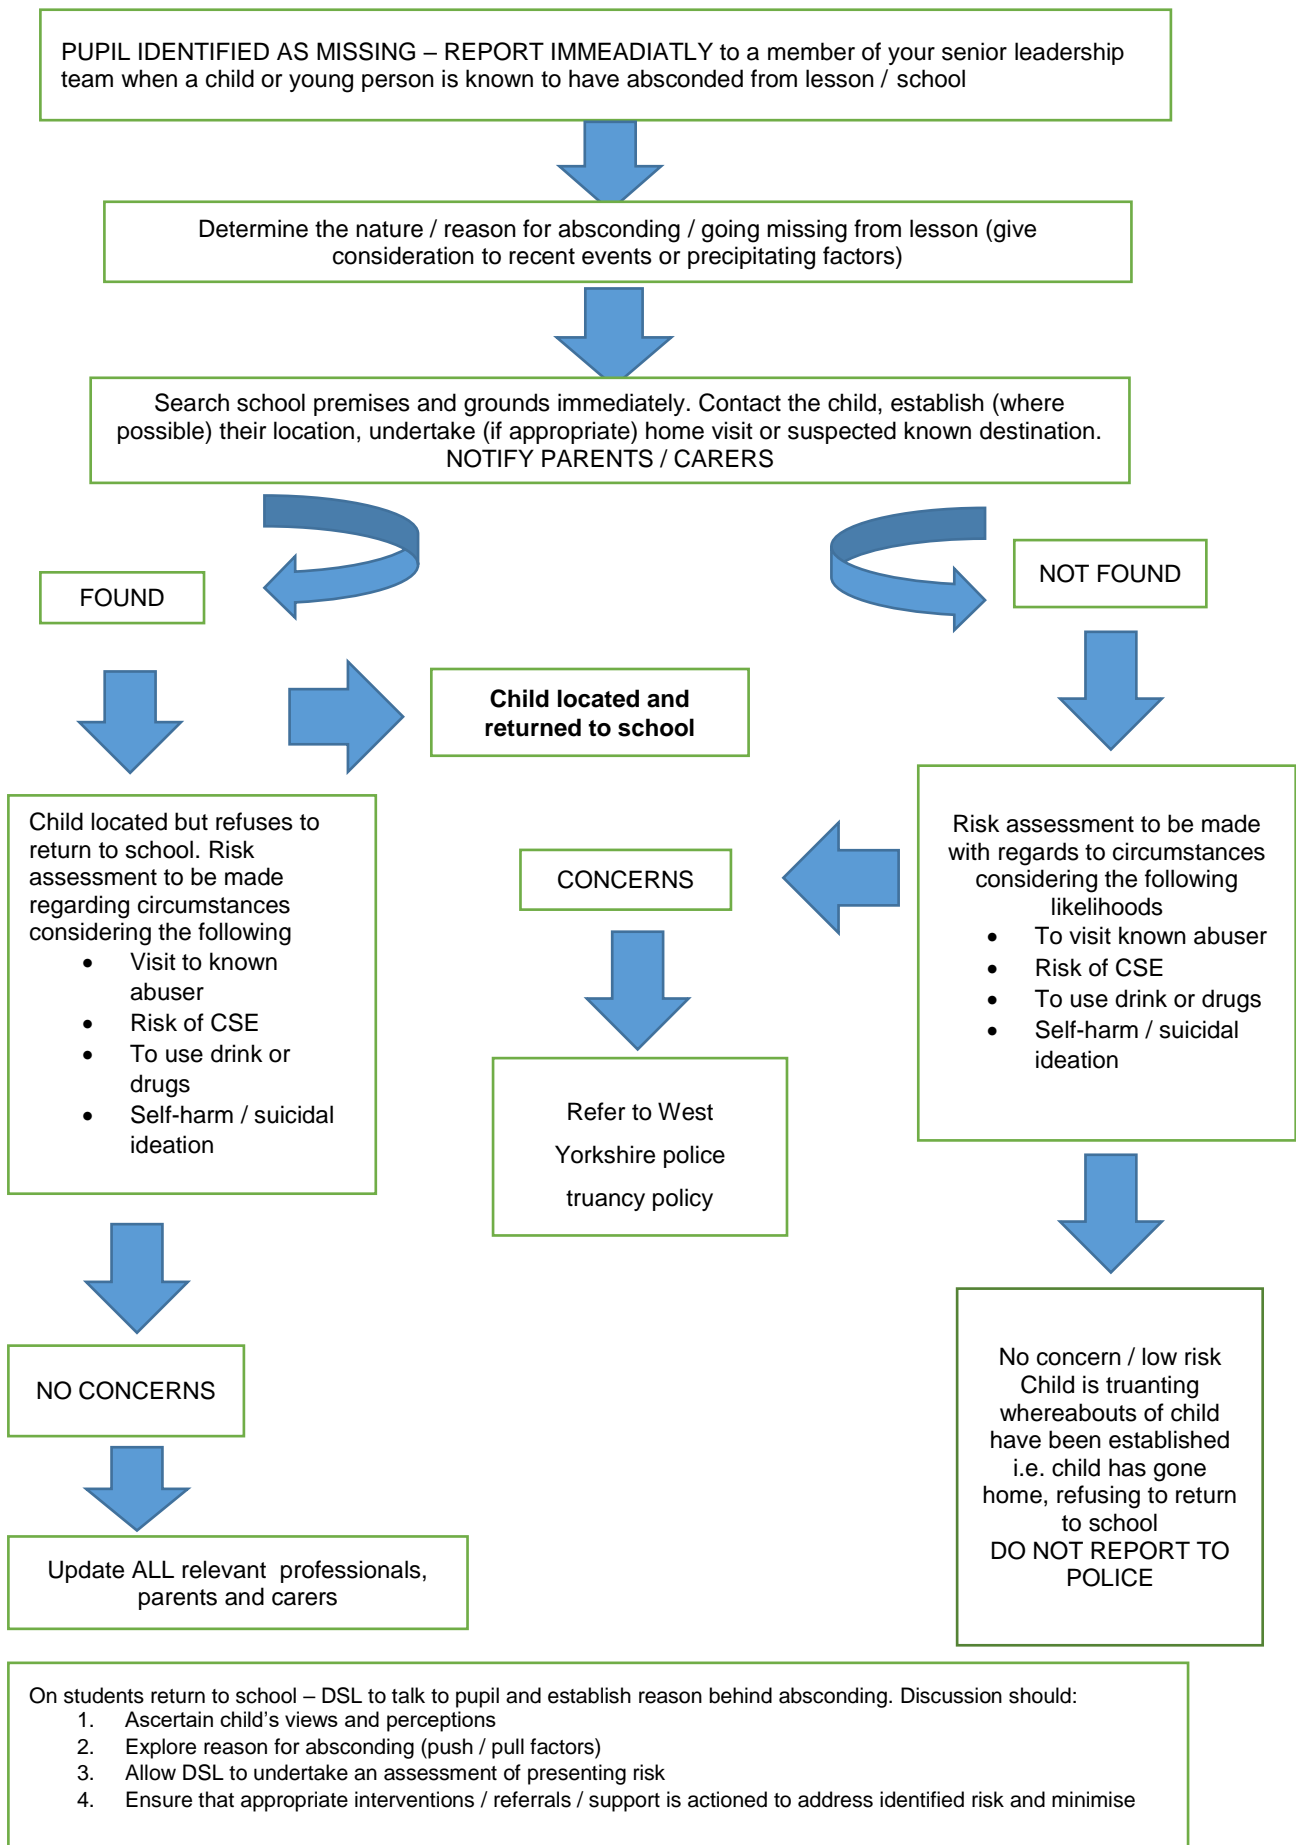 PUPIL IDENTIFIED AS MISSING – REPORT IMMEADIATLY to a member of your senior leadership
team when a child or young person is known to have absconded from lesson / school
Determine the nature / reason for absconding / going missing from lesson (give
consideration to recent events or precipitating factors)
Search school premises and grounds immediately. Contact the child, establish (where
possible) their location, undertake (if appropriate) home visit or suspected known destination.
NOTIFY PARENTS / CARERS
FOUND
NOT FOUND
Child located and
returned to school
Child located but refuses to
return to school. Risk
assessment to be made
regarding circumstances
considering the following
• Visit to known
abuser
• Risk of CSE
• To use drink or
drugs
• Self-harm / suicidal
ideation
CONCERNS
Risk assessment to be made
with regards to circumstances
considering the following
likelihoods
• To visit known abuser
• Risk of CSE
• To use drink or drugs
• Self-harm / suicidal
ideation
Refer to West
Yorkshire police
truancy policy
NO CONCERNS
No concern / low risk
Child is truanting
whereabouts of child
have been established
i.e. child has gone
home, refusing to return
to school
DO NOT REPORT TO
POLICE
Update ALL relevant professionals,
parents and carers
On students return to school – DSL to talk to pupil and establish reason behind absconding. Discussion should:
1. Ascertain child's views and perceptions
2. Explore reason for absconding (push / pull factors)
3. Allow DSL to undertake an assessment of presenting risk
4. Ensure that appropriate interventions / referrals / support is actioned to address identified risk and minimise